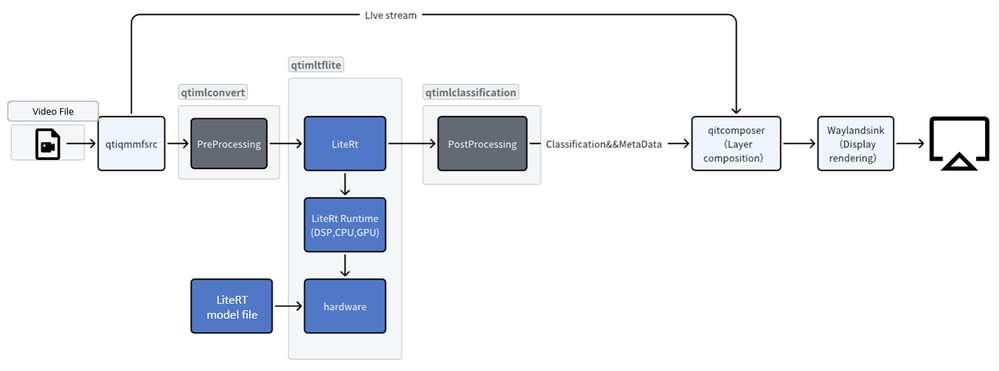 LIve stream
qtimltflite
qtimlconvert
qtimlclassification
Video File
qtiqmmfsrc
PreProcessing
LiteRt
PostProcessing
Classification&&MetaData
qitcomposer
（Layer
composition）
Waylandsink
（Display
rendering）
LiteRt Runtime
(DSP,CPU,GPU)
LiteRT
model file
hardware